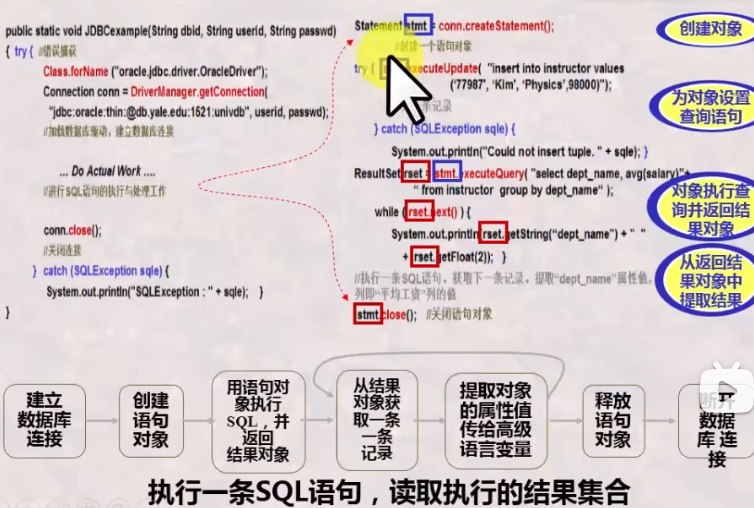 public static void JDBCexample(String dbid, String userid, String passwd)
{ try { //错误捕获
Class.forName ("oracle.jdbc.driver.OracleDriver");
Connection conn = DriverManager.getConnection(
"jdbc:oracle:thin:@db.yale.edu:1521:univdb", userid, passwd);
//加载数据库驱动，建立数据库连接
... Do Actual Work ....
//进行SQL语句的执行与处理工作
conn.close();
//关闭连接
} catch (SQLException sqle) {
System.out.println("SQLException : " + sqle); }
}
Statement stmt = conn.createStatement();
//创建一个语句对象
try { executeUpdate( "insert into instructor values
('77987', 'Kim', 'Physics',98000)");
记录
} catch (SQLException sqle) {
System.out.println("Could not insert tuple. " + sqle); }
ResultSet rset = stmt.executeQuery( "select dept_name, avg(salary)"+
" from instructor group by dept_name" );
while ( rset.next() ) {
System.out.println(rset.getString("dept_name") + " "
+ rset.getFloat(2)); }
//执行一条SQL语句，获取下一条记录，提取"dept_name"属性值，
列即"平均工资"列的值
stmt.close(); //关闭语句对象
创建对象
为对象设置
查询语句
对象执行查
询并返回结
果对象
从返回结
果对象中
提取结果
建立
数据库
连接
创建
语句
对象
用语句对
象执行
SQL，并
返回
结果对象
从结果
对象获
取一条
一条
记录
提取对象
的属性值
传给高级
语言变量
释放
语句
对象
断开
数据
库 连
接
执行一条SQL语句，读取执行的结果集合